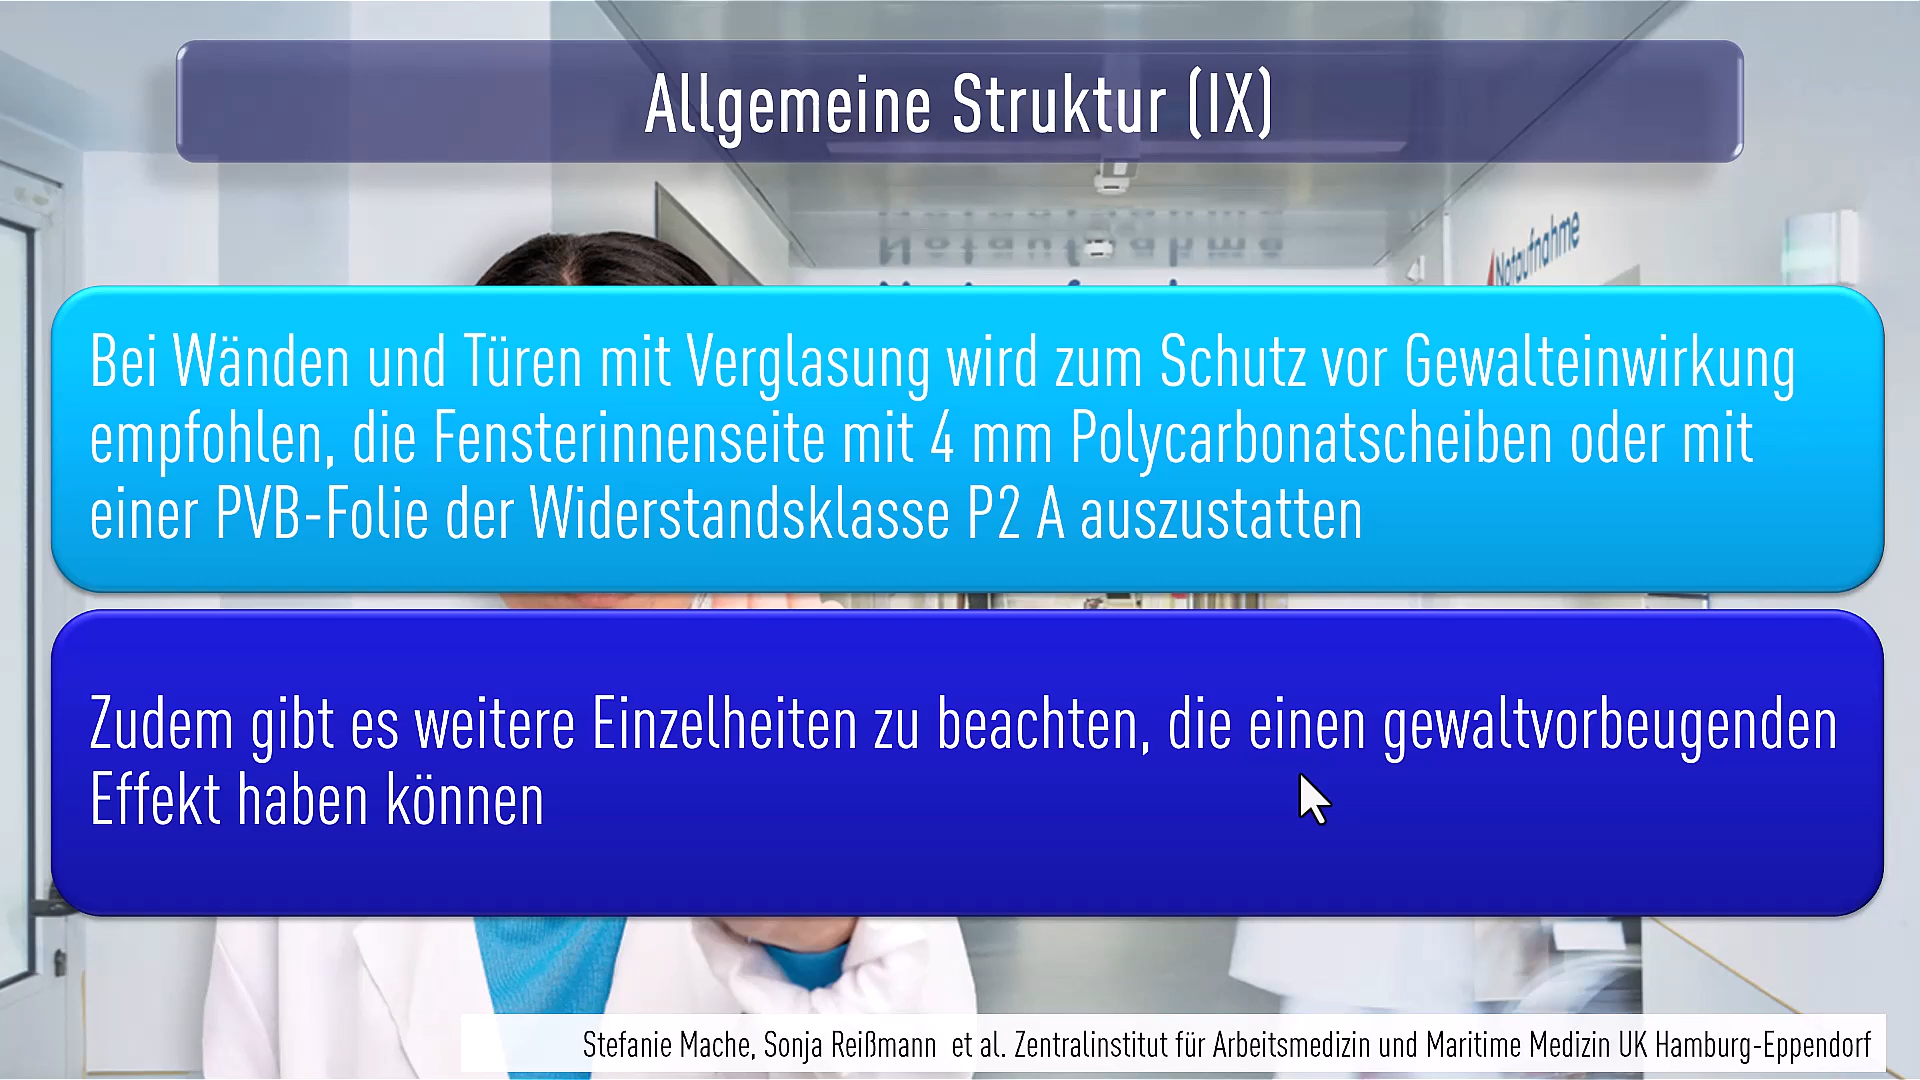 Allgemeine Struktur (IX)
Notaufnahme
Bei Wänden und Türen mit Verglasung wird zum Schutz vor Gewalteinwirkung
empfohlen, die Fensterinnenseite mit 4 mm Polycarbonatscheiben oder mit
einer PVB-Folie der Widerstandsklasse P2 A auszustatten
Zudem gibt es weitere Einzelheiten zu beachten, die einen gewaltvorbeugenden
Effekt haben können
Stefanie Mache, Sonja Reißmann et al. Zentralinstitut für Arbeitsmedizin und Maritime Medizin UK Hamburg-Eppendorf